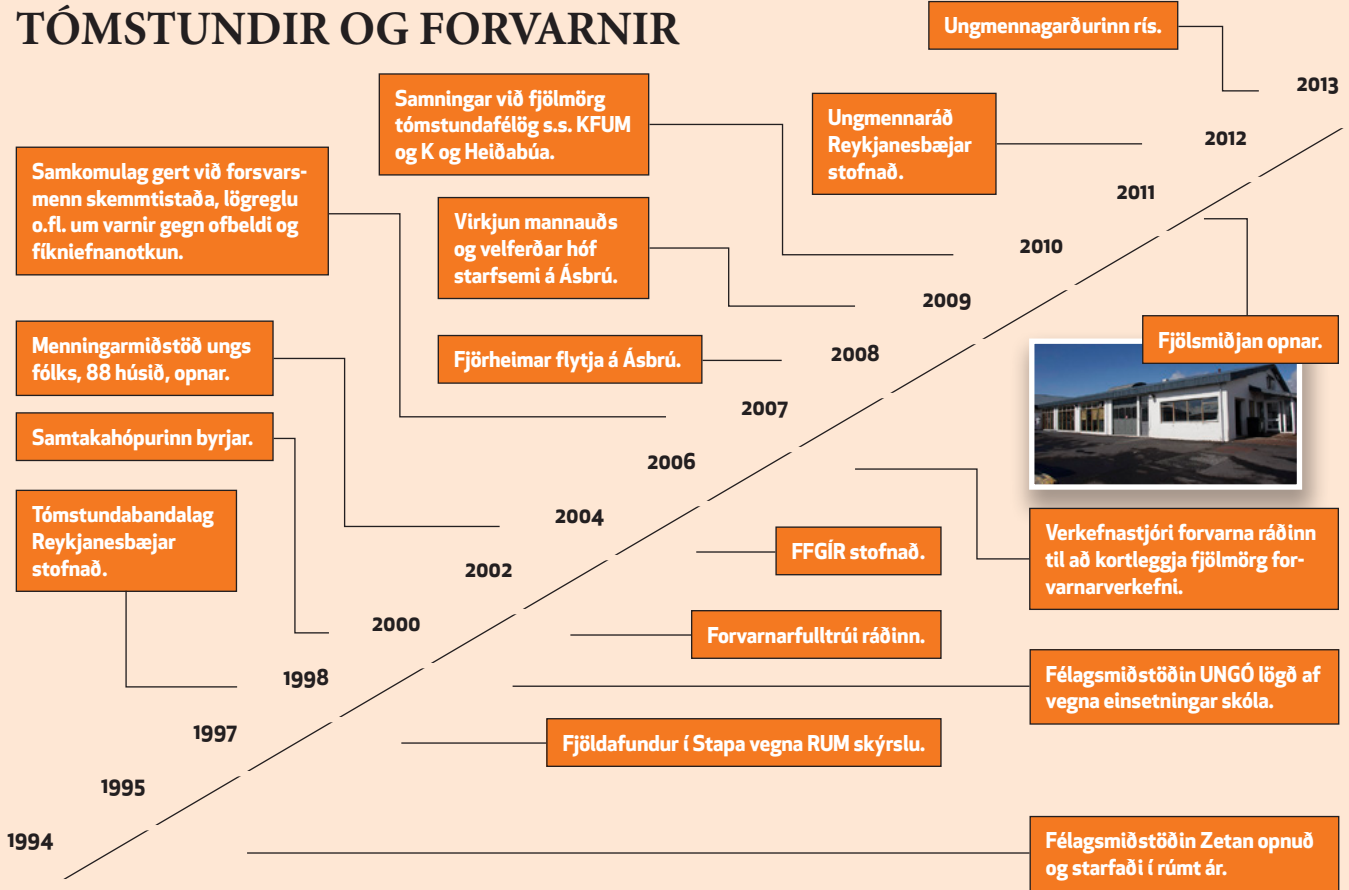 TÓMSTUNDIR OG FORVARNIR
Ungmennagarðurinn rís.
2013
Samningar við fjölmörg
tómstundafélög s.s. KFUM
og K og Heiðabúa.
Ungmennaráð
Reykjanesbæjar
stofnað.
2012
Samkomulag gert við forsvars-
menn skemmtistaða, lögreglu
o.fl. um varnir gegn ofbeldi og
fíkniefnanotkun.
2011
Virkjun mannauðs
og velferðar hóf
starfsemi á Ásbrú.
2010
2009
Menningarmiðstöð ungs
fólks, 88 húsið, opnar.
Fjörheimar flytja á Ásbrú.
2008
Fjölsmiðjan opnar.
2007
Samtakahópurinn byrjar.
2006
Tómstundabandalag
Reykjanesbæjar
stofnað.
2004
FFGÍR stofnað.
Verkefnastjóri forvarna ráðinn
til að kortleggja fjölmörg for-
varnarverkefni.
2002
2000
Forvarnarfulltrúi ráðinn.
1998
Félagsmiðstöðin UNGÓ lögð af
vegna einsetningar skóla.
1997
Fjöldafundur í Stapa vegna RUM skýrslu.
1995
1994
Félagsmiðstöðin Zetan opnuð
og starfaði í rúmt ár.